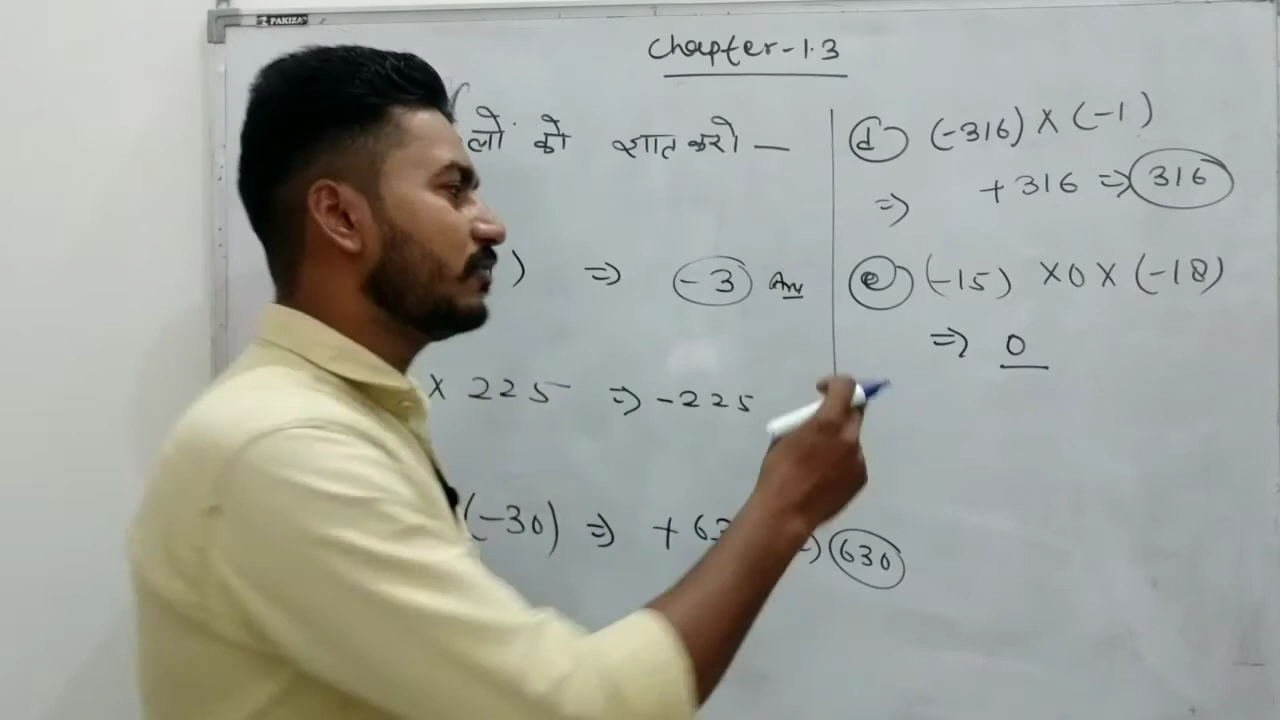 PAKIZA
Chapter-1.3
लो को ज्ञात करो —
) ⇒ -3 Ans
× 225 ⇒ -225
(-30) ⇒ + 63 ⇒ 630
(d) (-316) × (-1)
⇒ + 316 ⇒ 316
(e) (-15) × 0 × (-18)
⇒ 0